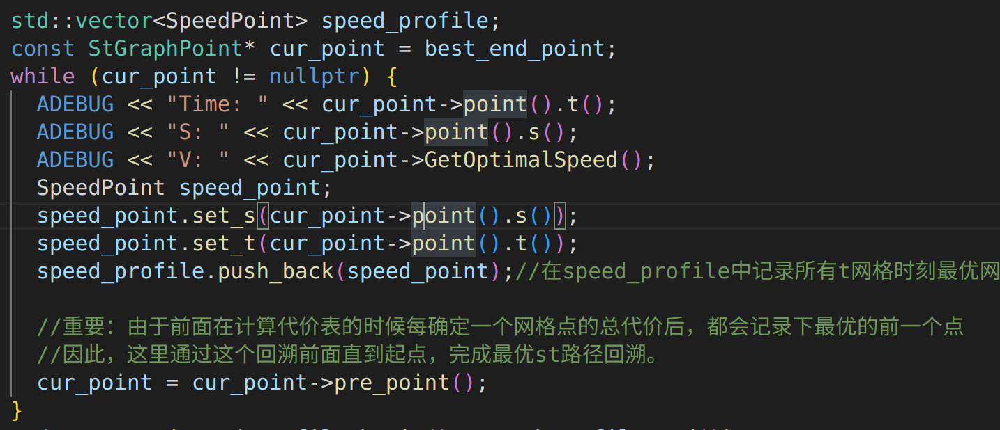 std::vector<SpeedPoint> speed_profile;
const StGraphPoint* cur_point = best_end_point;
while (cur_point != nullptr) {
ADEBUG << "Time: " << cur_point->point().t();
ADEBUG << "S: " << cur_point->point().s();
ADEBUG << "V: " << cur_point->GetOptimalSpeed();
SpeedPoint speed_point;
speed_point.set_s(cur_point->point().s());
speed_point.set_t(cur_point->point().t());
speed_profile.push_back(speed_point);//在speed_profile中记录所有t网格时刻最优网
//重要：由于前面在计算代价表的时候每确定一个网格点的总代价后，都会记录下最优的前一个点
//因此，这里通过这个回溯前面直到起点，完成最优st路径回溯。
cur_point = cur_point->pre_point();
}